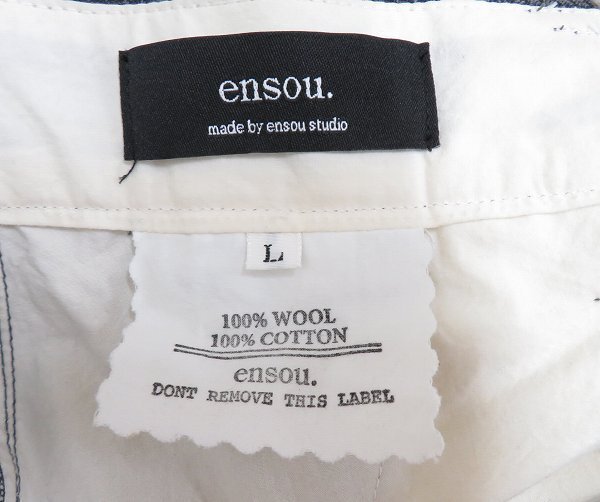 ensou.
made by ensou studio
L
100% WOOL
100% COTTON
ensou.
DONT REMOVE THIS LABEL